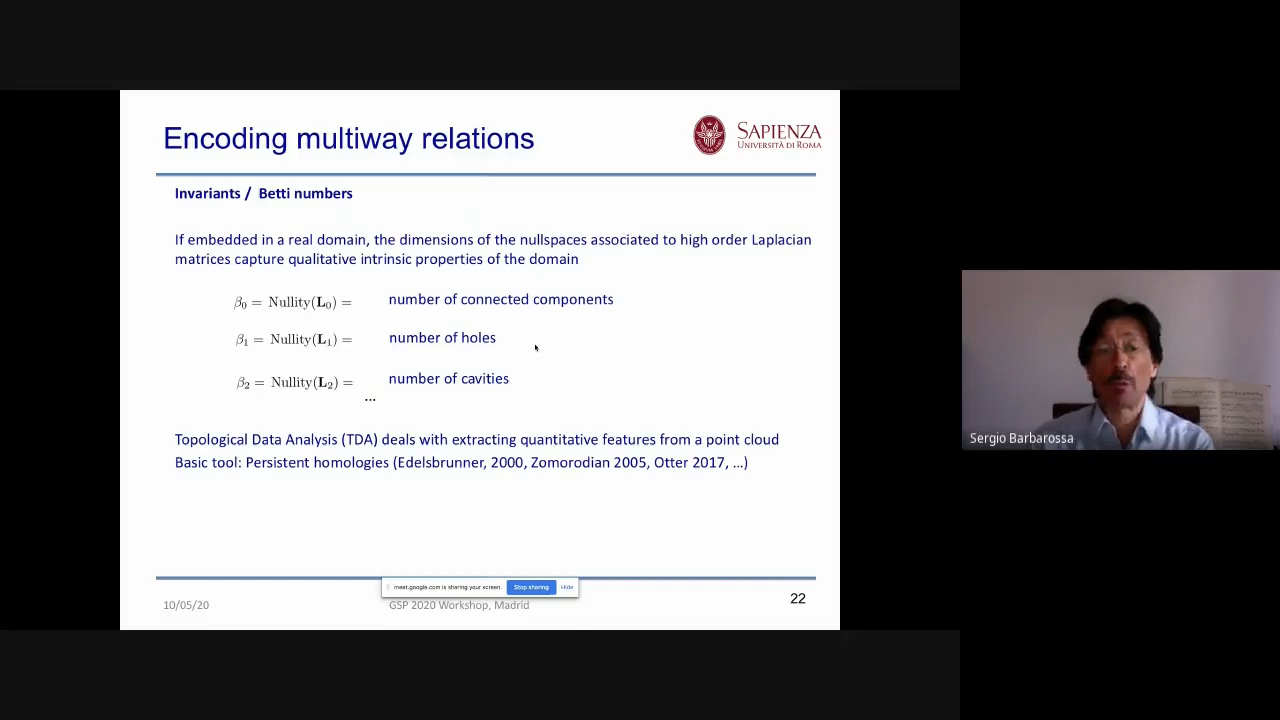 Encoding multiway relations
SAPIENZA
UNIVERSITÀ DI ROMA
Invariants / Betti numbers
If embedded in a real domain, the dimensions of the nullspaces associated to high order Laplacian
matrices capture qualitative intrinsic properties of the domain
β₀ = Nullity(L₀) = number of connected components
β₁ = Nullity(L₁) = number of holes
β₂ = Nullity(L₂) = number of cavities
...
Topological Data Analysis (TDA) deals with extracting quantitative features from a point cloud
Basic tool: Persistent homologies (Edelsbrunner, 2000, Zomorodian 2005, Otter 2017, ...)
meet.google.com is sharing your screen. Stop sharing Hide
10/05/20 GSP 2020 Workshop, Madrid 22
Sergio Barbarossa